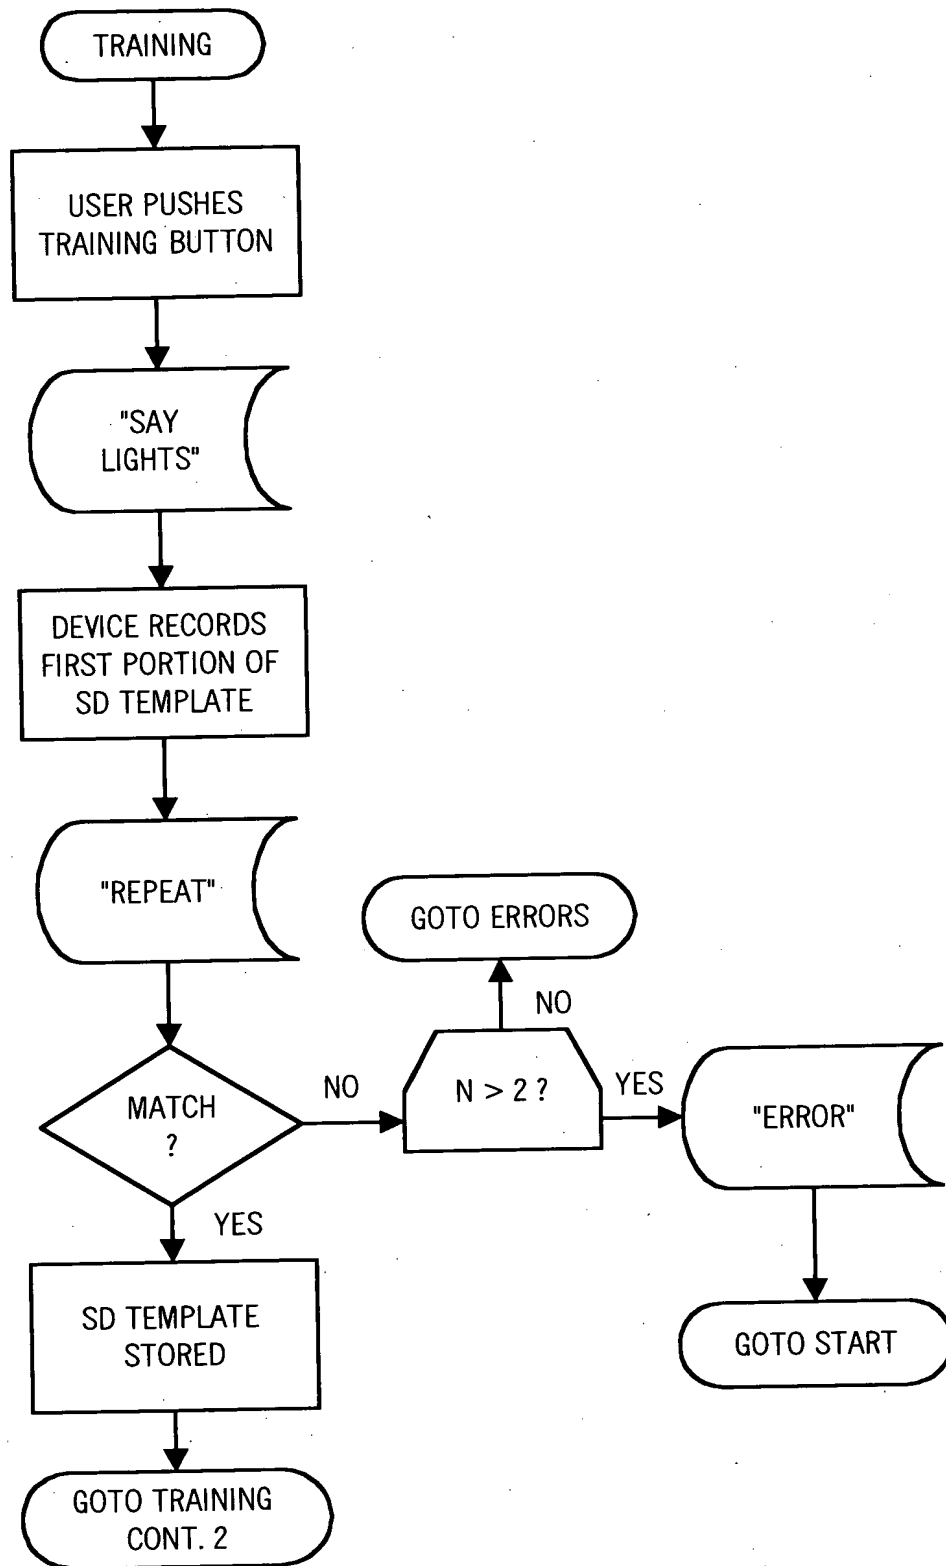 TRAINING
USER PUSHES
TRAINING BUTTON
"SAY
LIGHTS"
DEVICE RECORDS
FIRST PORTION OF
SD TEMPLATE
"REPEAT"
GOTO ERRORS
NO
MATCH
?
NO
N > 2 ?
YES
"ERROR"
YES
SD TEMPLATE
STORED
GOTO START
GOTO TRAINING
CONT. 2